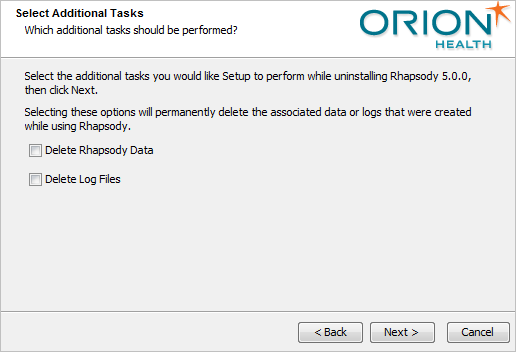 Select Additional Tasks
Which additional tasks should be performed?
ORION
HEALTH
Select the additional tasks you would like Setup to perform while uninstalling Rhapsody 5.0.0,
then click Next.
Selecting these options will permanently delete the associated data or logs that were created
while using Rhapsody.
Delete Rhapsody Data
Delete Log Files
< Back
Next >
Cancel